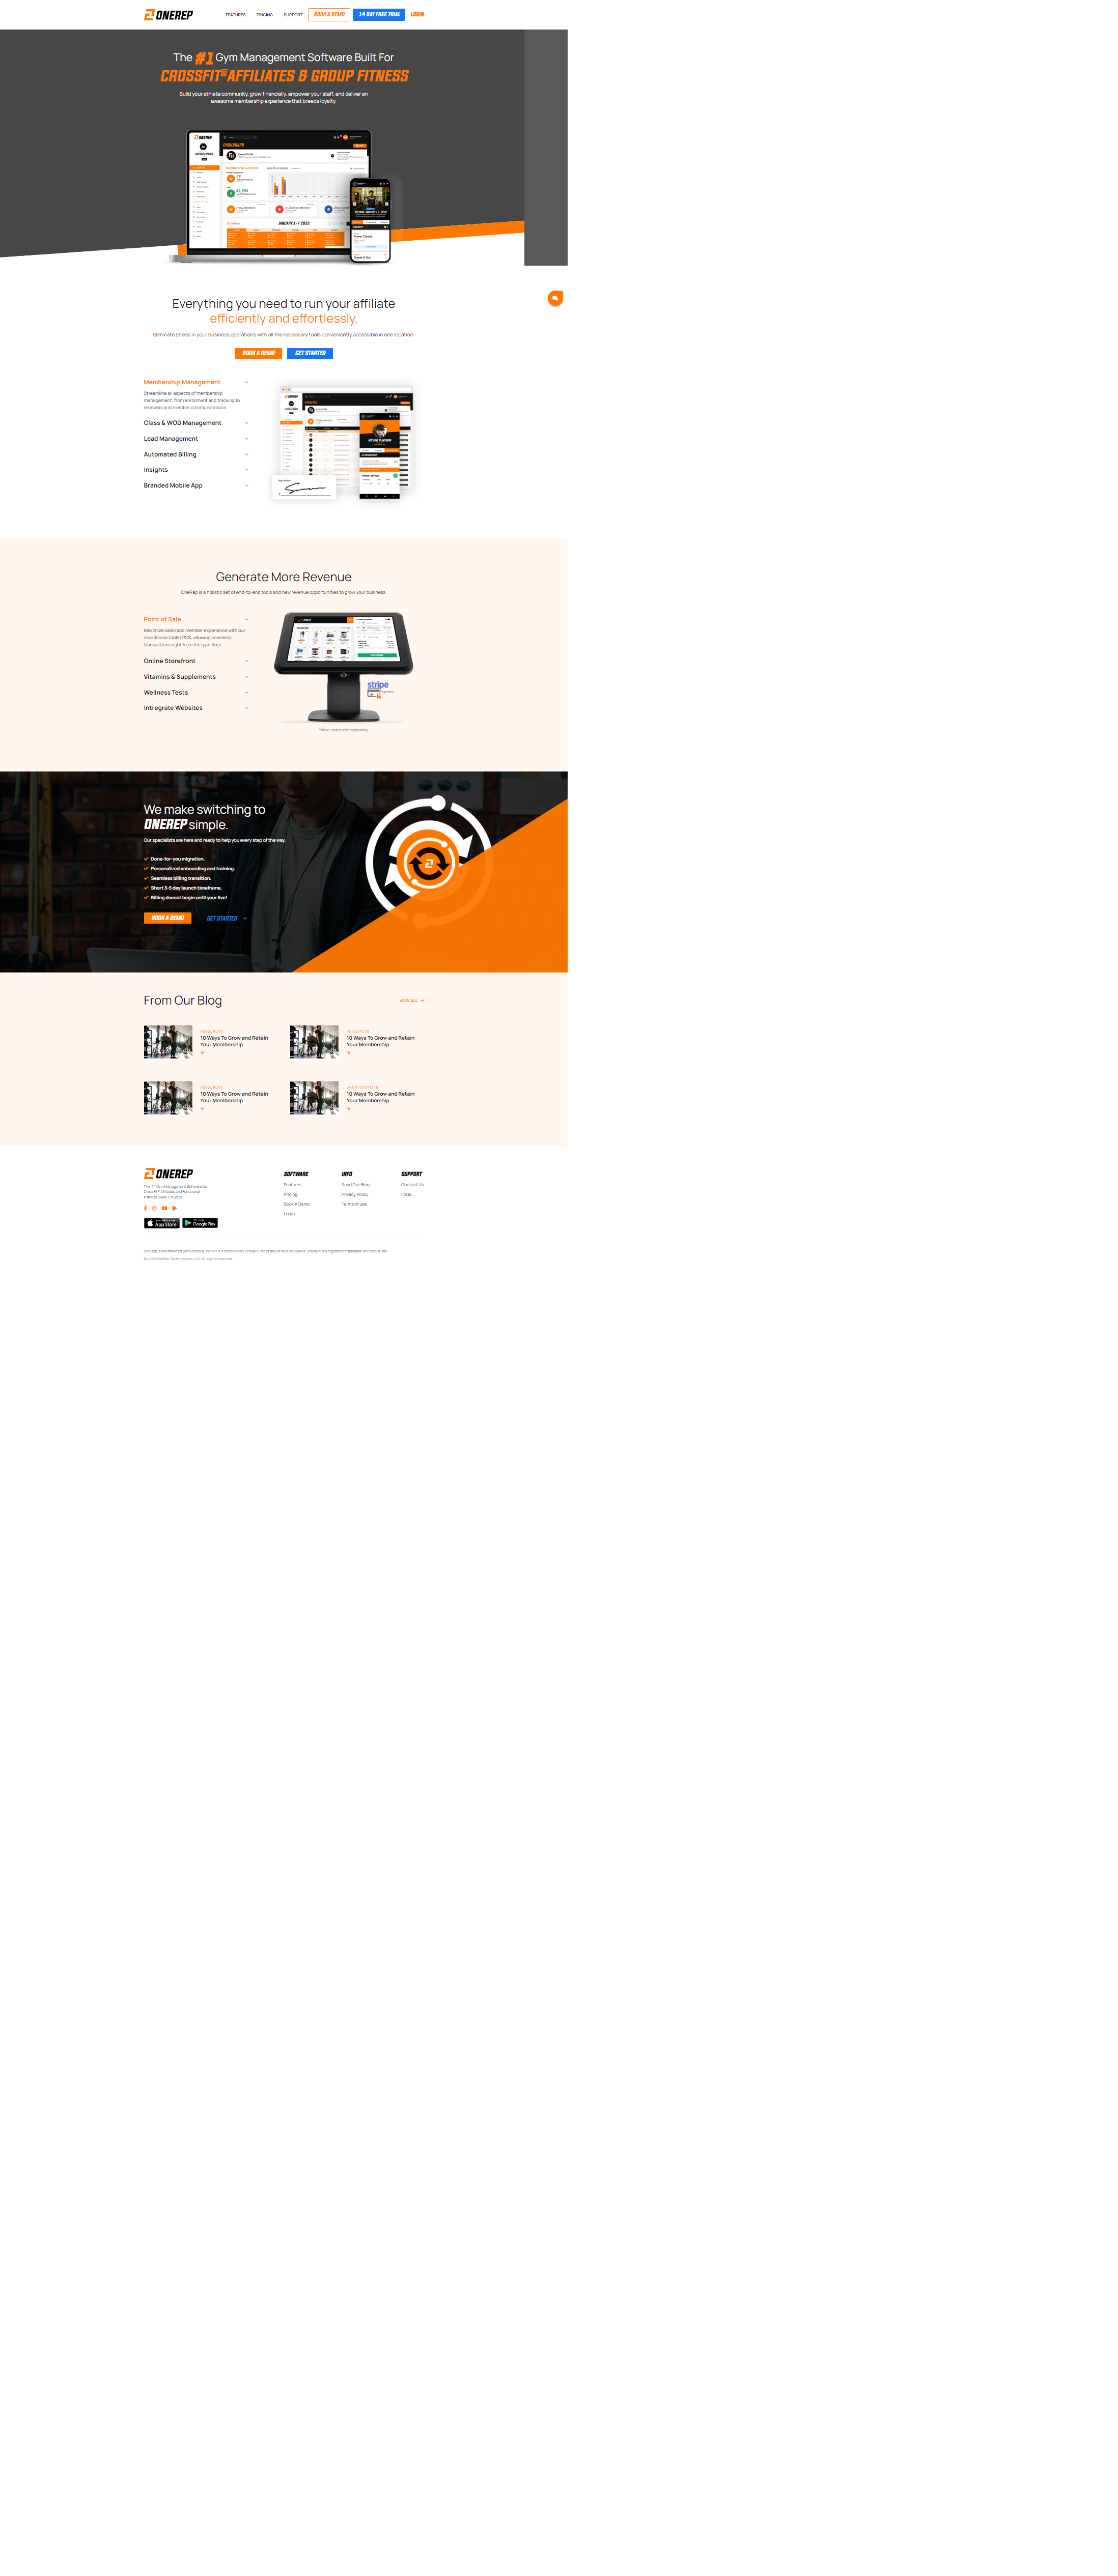 ONEREP
FEATURES
PRICING
SUPPORT
BOOK A DEMO
14 DAY FREE TRIAL
LOGIN
The #1 Gym Management Software Built For
CROSSFIT® AFFILIATES & GROUP FITNESS
Build your athlete community, grow financially, empower your staff, and deliver an
awesome membership experience that breeds loyalty.
ONEREP
DASHBOARD
JANUARY 1-7 2022
Everything you need to run your affiliate
efficiently and effortlessly.
Eliminate stress in your business operations with all the necessary tools conveniently accessible in one location.
BOOK A DEMO
GET STARTED
Membership Management
Streamline all aspects of membership
management, from enrollment and tracking to
renewals and member communications.
Class & WOD Management
Lead Management
Automated Billing
Insights
Branded Mobile App
Generate More Revenue
OneRep is a holistic set of end-to-end tools and new revenue opportunities to grow your business.
Point of Sale
Maximize sales and member experience with our
standalone tablet POS, allowing seamless
transactions right from the gym floor.
Online Storefront
Vitamins & Supplements
Wellness Tests
Intregrate Websites
stripe
Tablet stand sold separately.
We make switching to
ONEREP simple.
Our specialists are here and ready to help you every step of the way.
Done-for-you migration.
Personalized onboarding and training.
Seamless billing transition.
Short 3-5 day launch timeframe.
Billing doesnt begin until your live!
BOOK A DEMO
GET STARTED
From Our Blog
VIEW ALL
RESOURCES
10 Ways To Grow and Retain
Your Membership
RESOURCES
10 Ways To Grow and Retain
Your Membership
RESOURCES
10 Ways To Grow and Retain
Your Membership
UNCATEGORIZED
10 Ways To Grow and Retain
Your Membership
ONEREP
The #1 Gym Management Software for
CrossFit® Affiliates and Functional
Fitness Gyms / Studios
App Store
Google Play
SOFTWARE
Features
Pricing
Book A Demo
Login
INFO
Read Our Blog
Privacy Policy
Terms of use
SUPPORT
Contact Us
FAQs
OneRep is not affiliated with CrossFit, Inc nor is it endorsed by CrossFit, Inc or any of its subsidiaries. CrossFit is a registered trademark of CrossFit, Inc.